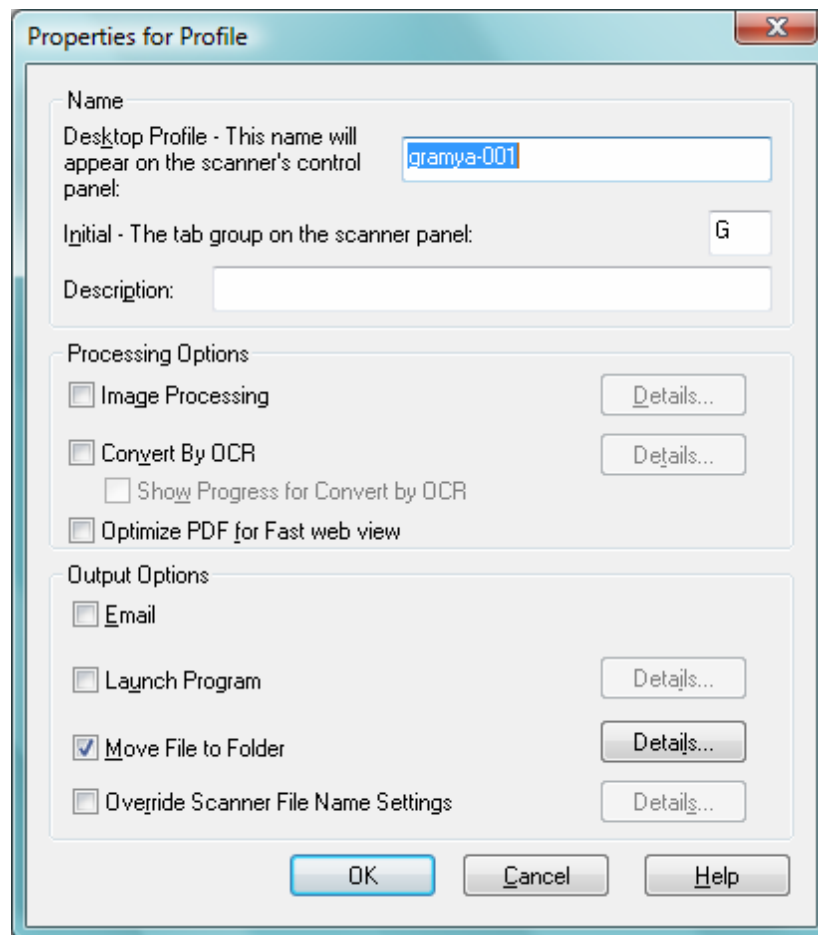 Properties for Profile
X
Name
Desktop Profile - This name will
appear on the scanner's control
panel:
gramya-001
Initial - The tab group on the scanner panel:
G
Description:
Processing Options
Image Processing
Details...
Convert By OCR
Details...
Show Progress for Convert by OCR
Optimize PDF for Fast web view
Output Options
Email
Launch Program
Details...
Move File to Folder
Details...
Override Scanner File Name Settings
Details...
OK
Cancel
Help